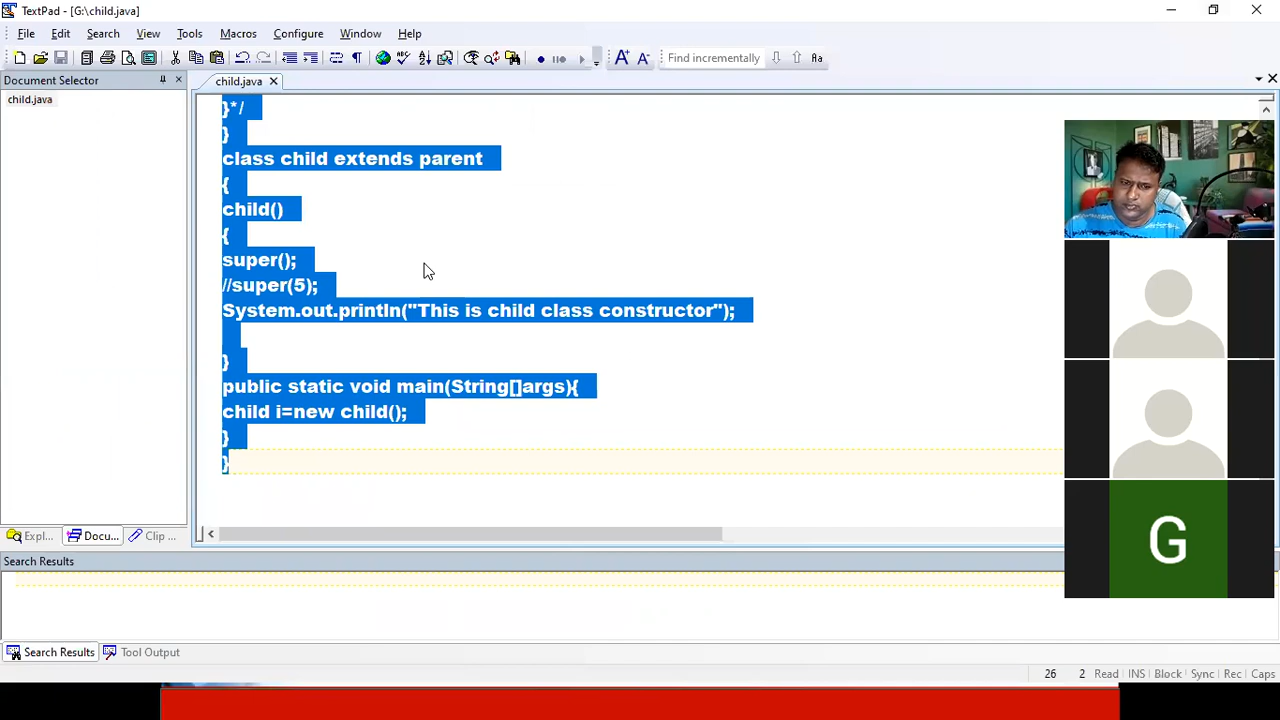 TextPad - [G:\child.java]
File Edit Search View Tools Macros Configure Window Help
Find incrementally
Document Selector
child.java
child.java
}*/
}
class child extends parent
{
child()
{
super();
//super(5);
System.out.println("This is child class constructor");
}
public static void main(String[]args){
child i=new child();
}
}
G
Expl... Docu... Clip ...
Search Results
Search Results Tool Output
26 2 Read INS Block Sync Rec Caps